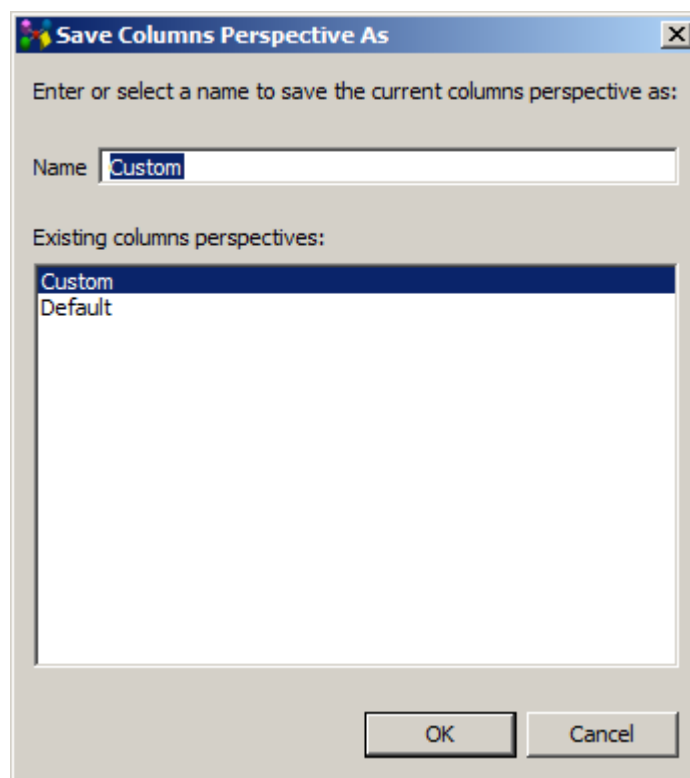 Save Columns Perspective As
Enter or select a name to save the current columns perspective as:
Name Custom
Existing columns perspectives:
Custom
Default
OK Cancel